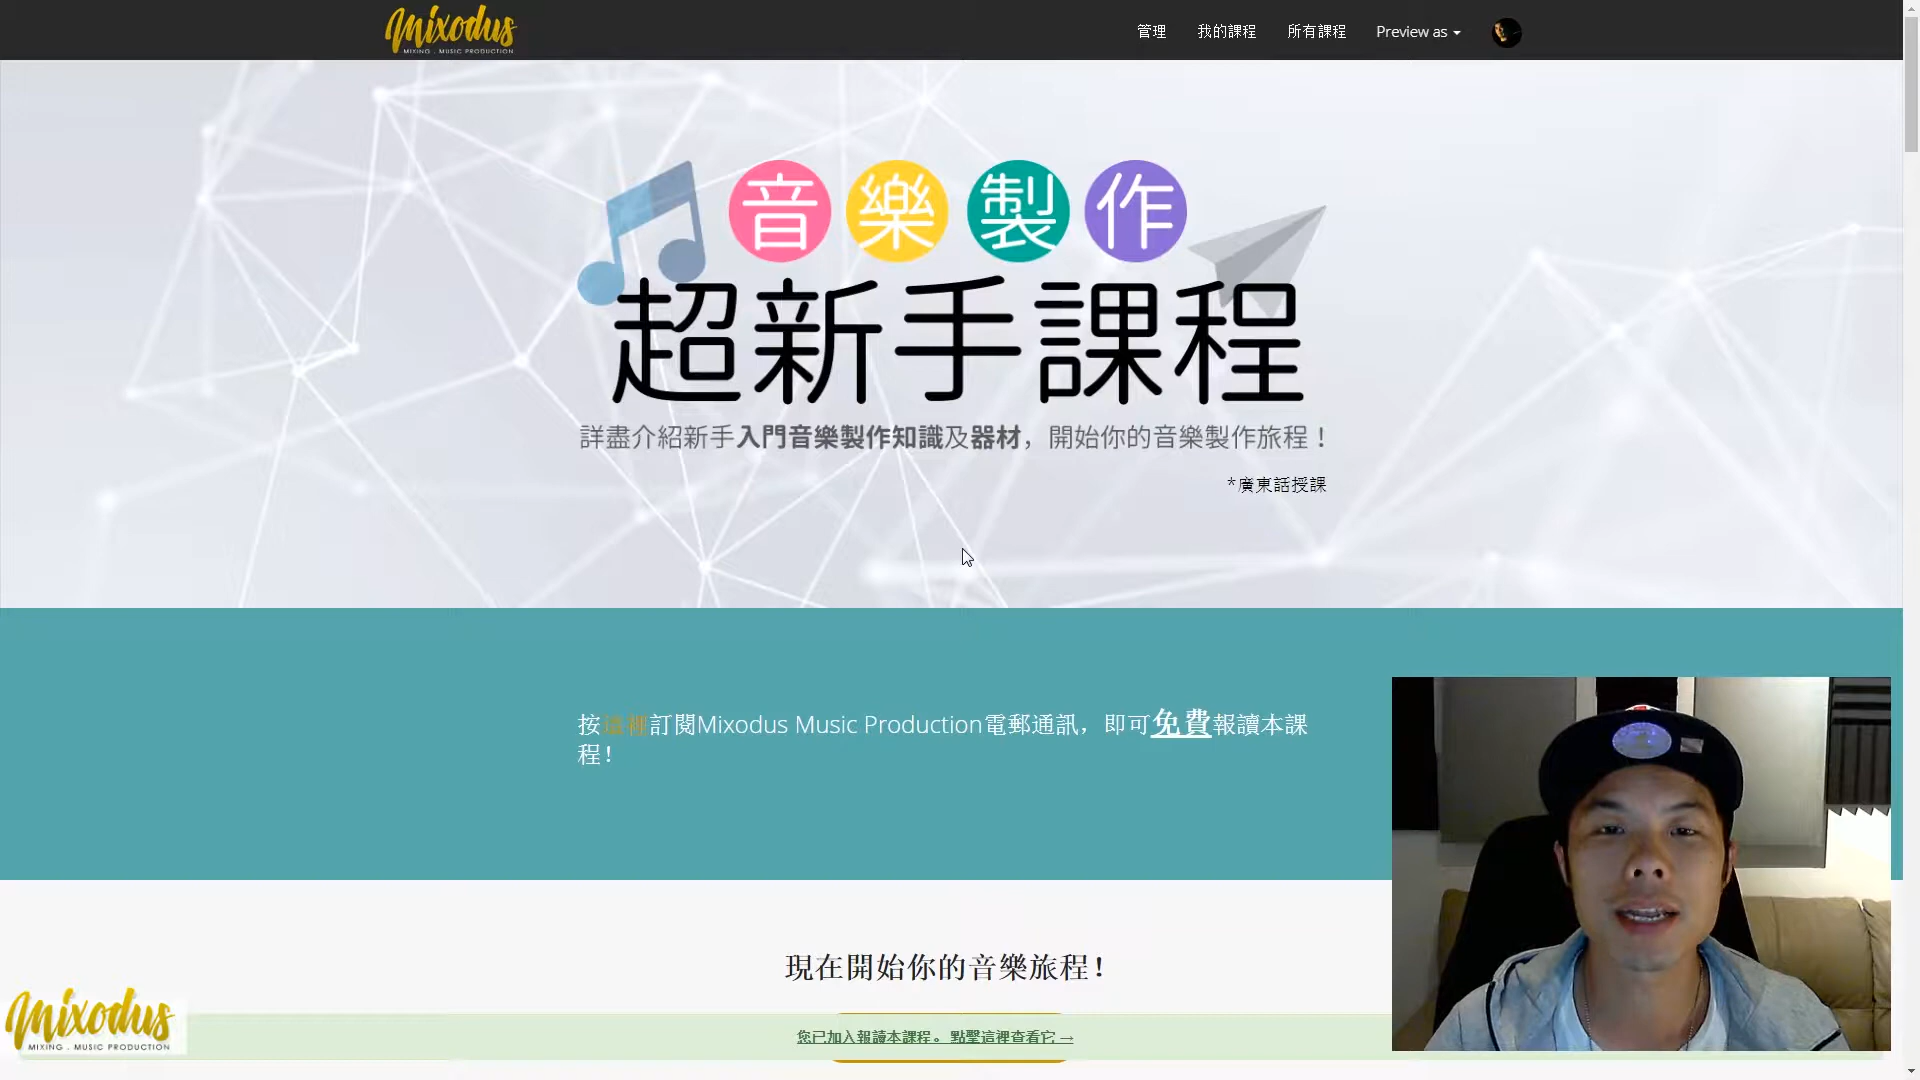 Mixodus
MIXING . MUSIC PRODUCTION
管理 我的課程 所有課程 Preview as
音樂製作
超新手課程
詳盡介紹新手入門音樂製作知識及器材，開始你的音樂製作旅程！
*廣東話授課
按這裡訂閱Mixodus Music Production電郵通訊，即可免費報讀本課
程！
現在開始你的音樂旅程！
您已加入報讀本課程。 點擊這裡查看它 →
Mixodus
MIXING . MUSIC PRODUCTION